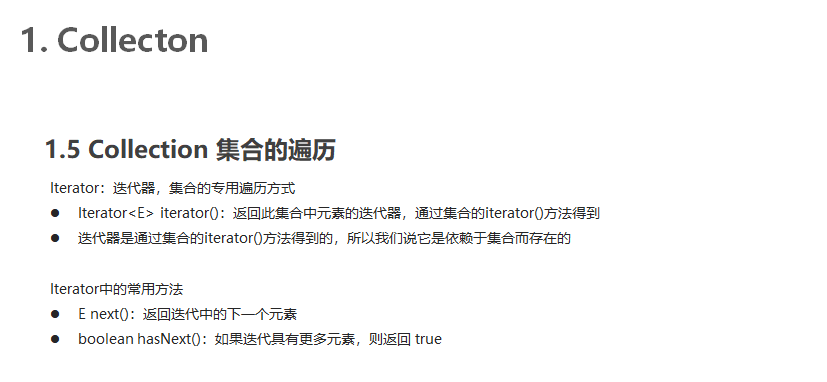 1. Collecton
1.5 Collection 集合的遍历
Iterator：迭代器，集合的专用遍历方式
● Iterator<E> iterator()：返回此集合中元素的迭代器，通过集合的iterator()方法得到
● 迭代器是通过集合的iterator()方法得到的，所以我们说它是依赖于集合而存在的
Iterator中的常用方法
● E next()：返回迭代中的下一个元素
● boolean hasNext()：如果迭代具有更多元素，则返回 true